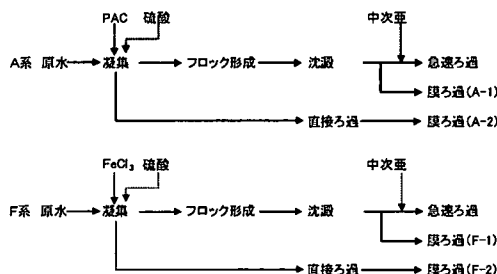 PAC 硫酸 中次亜
A系 原水 凝集 フロック形成 沈澱 急速ろ過
膜ろ過(A-1)
直接ろ過 膜ろ過(A-2)
FeCl₃ 硫酸 中次亜
F系 原水 凝集 フロック形成 沈澱 急速ろ過
膜ろ過(F-1)
直接ろ過 膜ろ過(F-2)